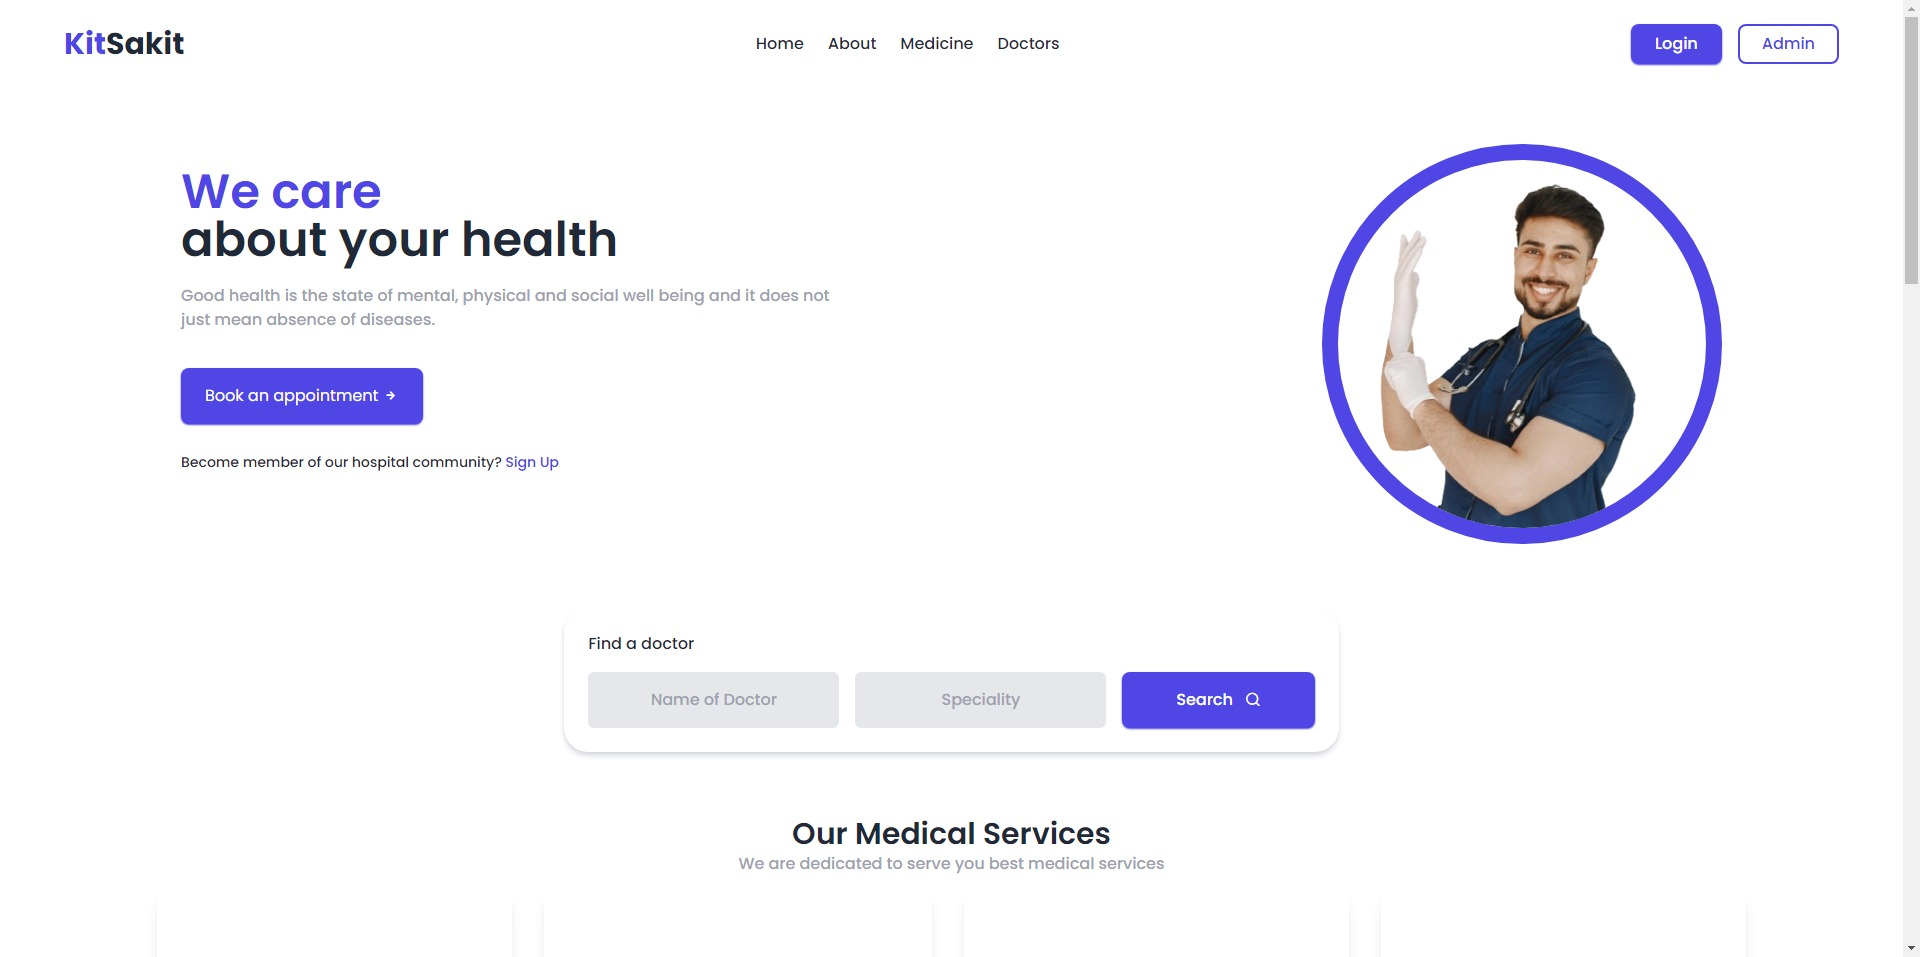 KitSakit
Home About Medicine Doctors
Login
Admin
We care
about your health
Good health is the state of mental, physical and social well being and it does not
just mean absence of diseases.
Book an appointment →
Become member of our hospital community? Sign Up
Find a doctor
Name of Doctor
Speciality
Search
Our Medical Services
We are dedicated to serve you best medical services